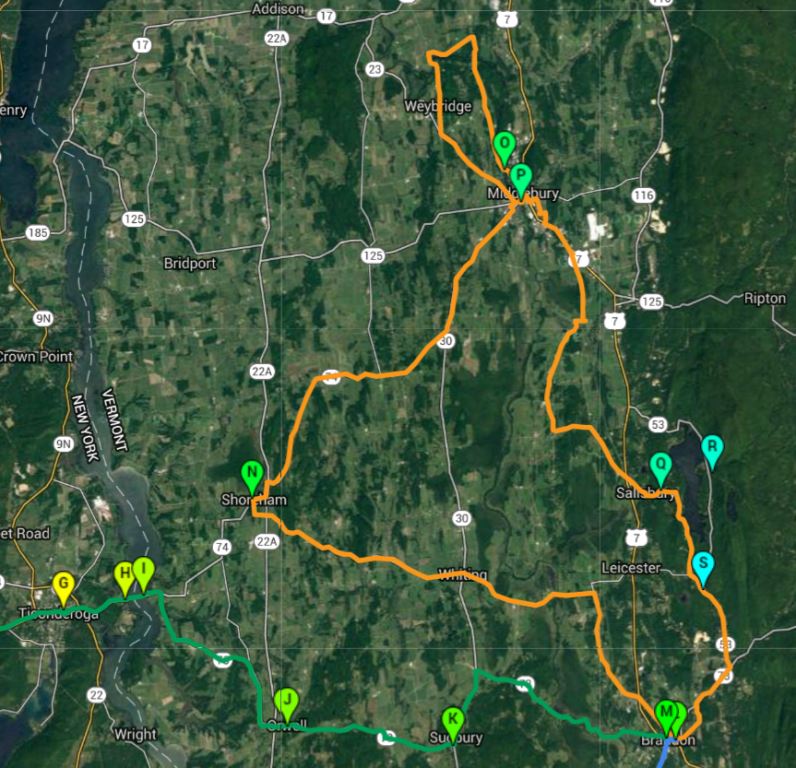 Addison
17
7
22A
17
23
enry
Weybridge
O
P
Middlebury
116
125
185
125
7
Bridport
125
Ripton
9N
7
30
Crown Point
22A
VERMONT
NEW YORK
53
9N
R
Q
N
Salisbury
Shoreham
30
et Road
74
22A
7
Whiting
Leicester
I
H
G
S
Ticonderoga
22
J
M
K
Orwell
Wright
Sudbury
Brandon